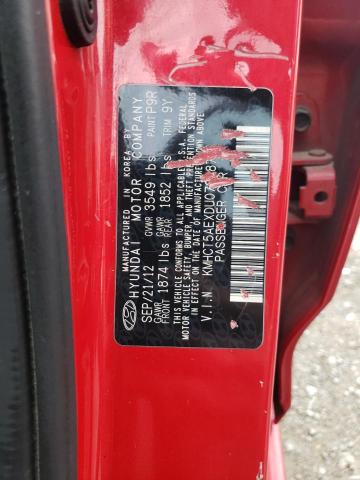 MANUFACTURED IN KOREA BY
HYUNDAI MOTOR COMPANY
SEP/21/12 GVWR 3549 lbs PAINT P9R
GAWR FRONT 1874 lbs GAWR REAR 1852 lbs TRIM 9Y
THIS VEHICLE CONFORMS TO ALL APPLICABLE U.S.A. FEDERAL
MOTOR VEHICLE SAFETY, BUMPER, AND THEFT PREVENTION STANDARDS
IN EFFECT ON THE DATE OF MANUFACTURE SHOWN ABOVE
V.I.N KMHCT5AEXD
PASSENGER CAR